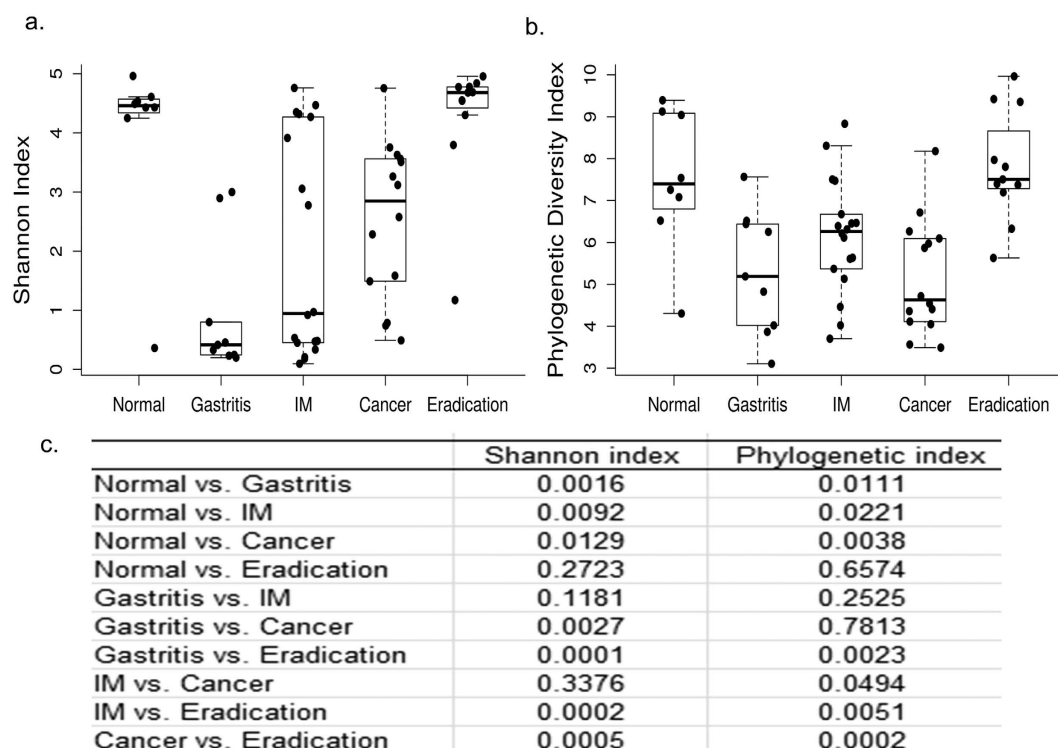 a.
b.
Shannon Index
5
4
3
2
1
0
Normal Gastritis IM Cancer Eradication
Phylogenetic Diversity Index
10
9
8
7
6
5
4
3
Normal Gastritis IM Cancer Eradication
c.
Shannon index Phylogenetic index
Normal vs. Gastritis 0.0016 0.0111
Normal vs. IM 0.0092 0.0221
Normal vs. Cancer 0.0129 0.0038
Normal vs. Eradication 0.2723 0.6574
Gastritis vs. IM 0.1181 0.2525
Gastritis vs. Cancer 0.0027 0.7813
Gastritis vs. Eradication 0.0001 0.0023
IM vs. Cancer 0.3376 0.0494
IM vs. Eradication 0.0002 0.0051
Cancer vs. Eradication 0.0005 0.0002